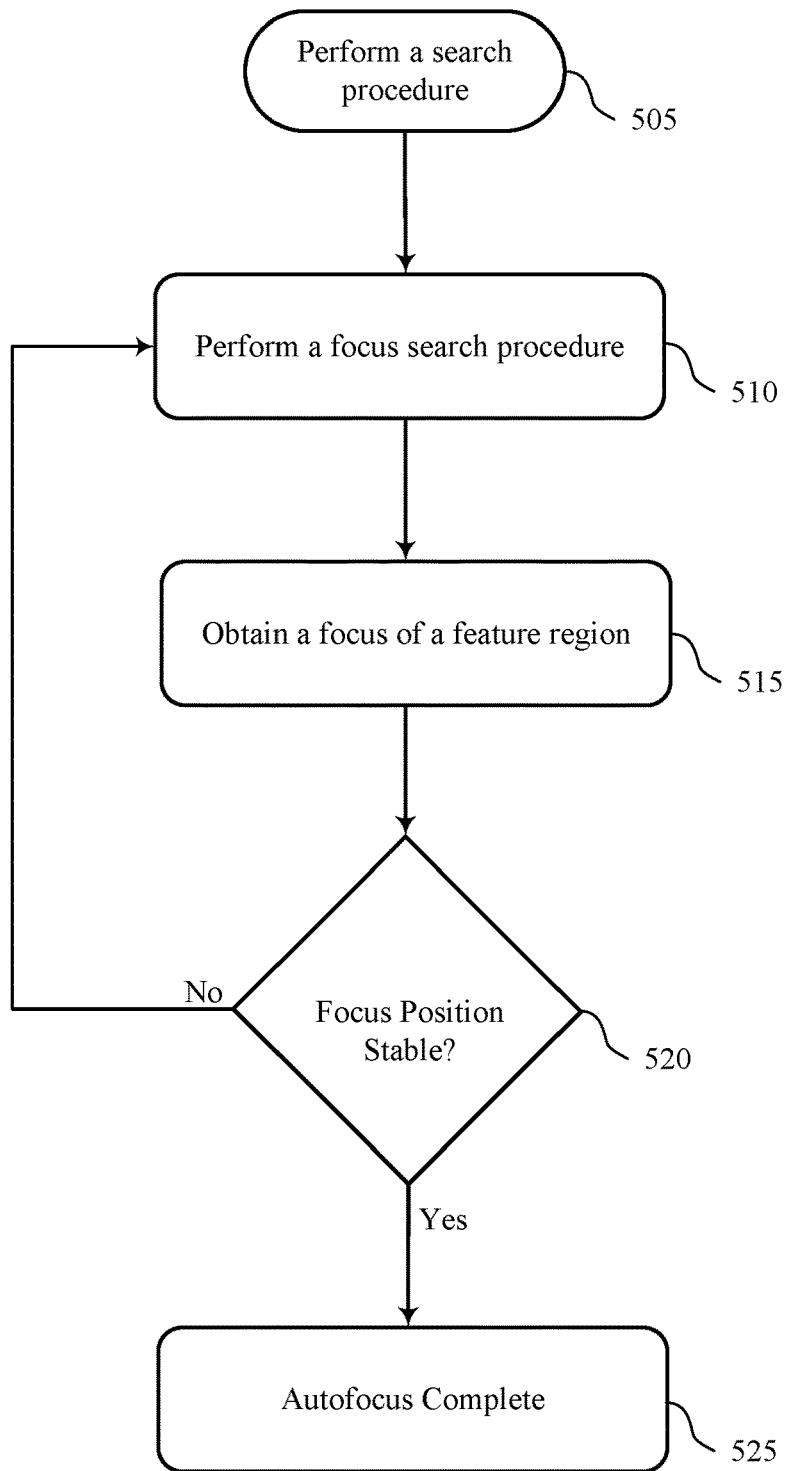 Perform a search
procedure
505
Perform a focus search procedure
510
Obtain a focus of a feature region
515
No
Focus Position
Stable?
520
Yes
Autofocus Complete
525